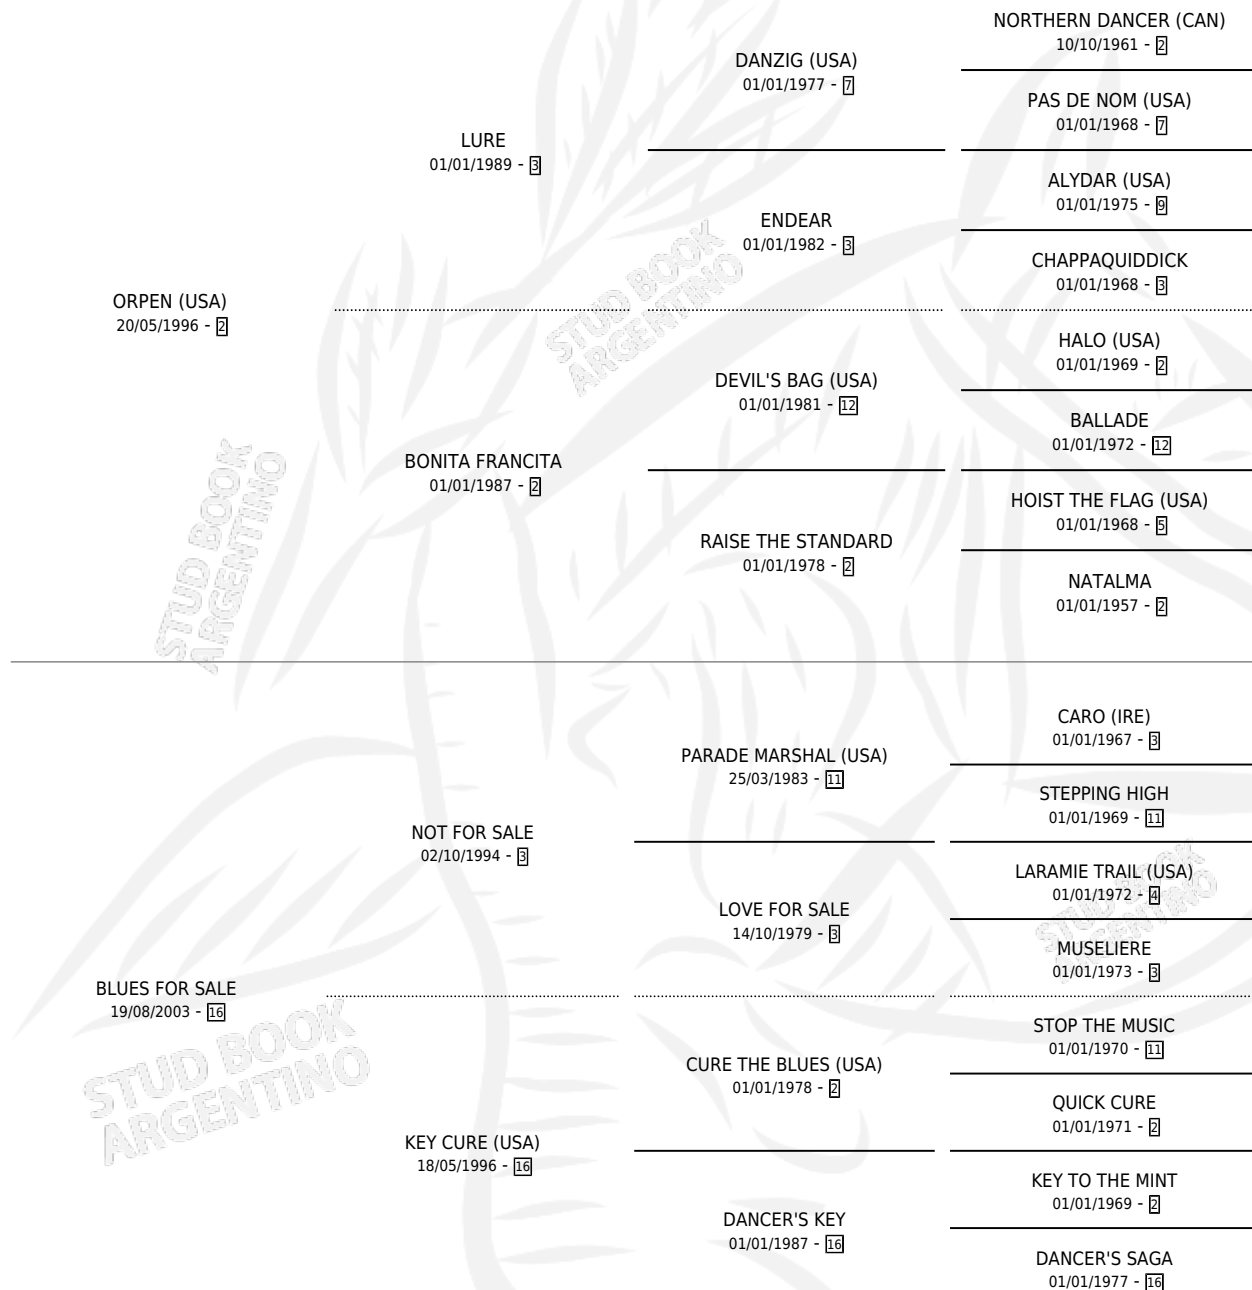 NORTHERN DANCER (CAN)
10/10/1961 - 2
DANZIG (USA)
01/01/1977 - 7
PAS DE NOM (USA)
01/01/1968 - 7
LURE
01/01/1989 - 3
ALYDAR (USA)
01/01/1975 - 9
ENDEAR
01/01/1982 - 3
CHAPPAQUIDDICK
01/01/1968 - 3
ORPEN (USA)
20/05/1996 - 2
STUD BOOK
ARGENTINO
HALO (USA)
01/01/1969 - 2
DEVIL'S BAG (USA)
01/01/1981 - 12
BALLADE
01/01/1972 - 12
BONITA FRANCITA
01/01/1987 - 2
HOIST THE FLAG (USA)
01/01/1968 - 5
RAISE THE STANDARD
01/01/1978 - 2
NATALMA
01/01/1957 - 2
STUD BOOK
ARGENTINO
CARO (IRE)
01/01/1967 - 3
PARADE MARSHAL (USA)
25/03/1983 - 11
STEPPING HIGH
01/01/1969 - 11
NOT FOR SALE
02/10/1994 - 3
LARAMIE TRAIL (USA)
01/01/1972 - 4
LOVE FOR SALE
14/10/1979 - 3
MUSELIERE
01/01/1973 - 3
STUD BOOK
ARGENTINO
BLUES FOR SALE
19/08/2003 - 16
STOP THE MUSIC
01/01/1970 - 11
CURE THE BLUES (USA)
01/01/1978 - 2
QUICK CURE
01/01/1971 - 2
STUD BOOK
ARGENTINO
KEY CURE (USA)
18/05/1996 - 16
KEY TO THE MINT
01/01/1969 - 2
DANCER'S KEY
01/01/1987 - 16
DANCER'S SAGA
01/01/1977 - 16